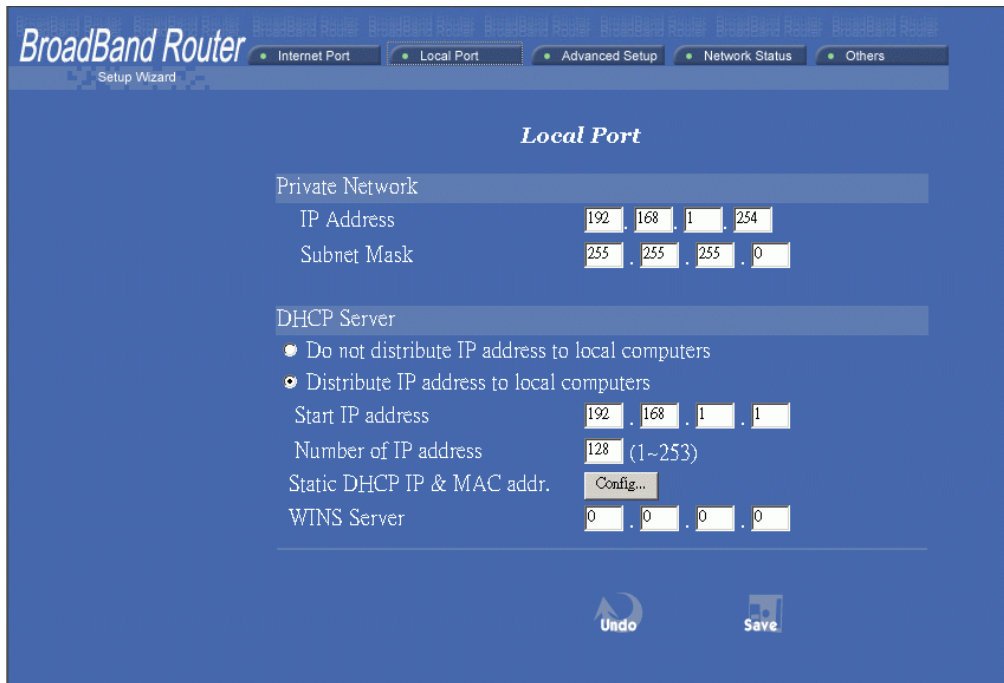 BroadBand Router
Setup Wizard
Internet Port
Local Port
Advanced Setup
Network Status
Others
Local Port
Private Network
IP Address 192 . 168 . 1 . 254
Subnet Mask 255 . 255 . 255 . 0
DHCP Server
Do not distribute IP address to local computers
Distribute IP address to local computers
Start IP address 192 . 168 . 1 . 1
Number of IP address 128 (1~253)
Static DHCP IP & MAC addr. Config...
WINS Server 0 . 0 . 0 . 0
Undo
Save